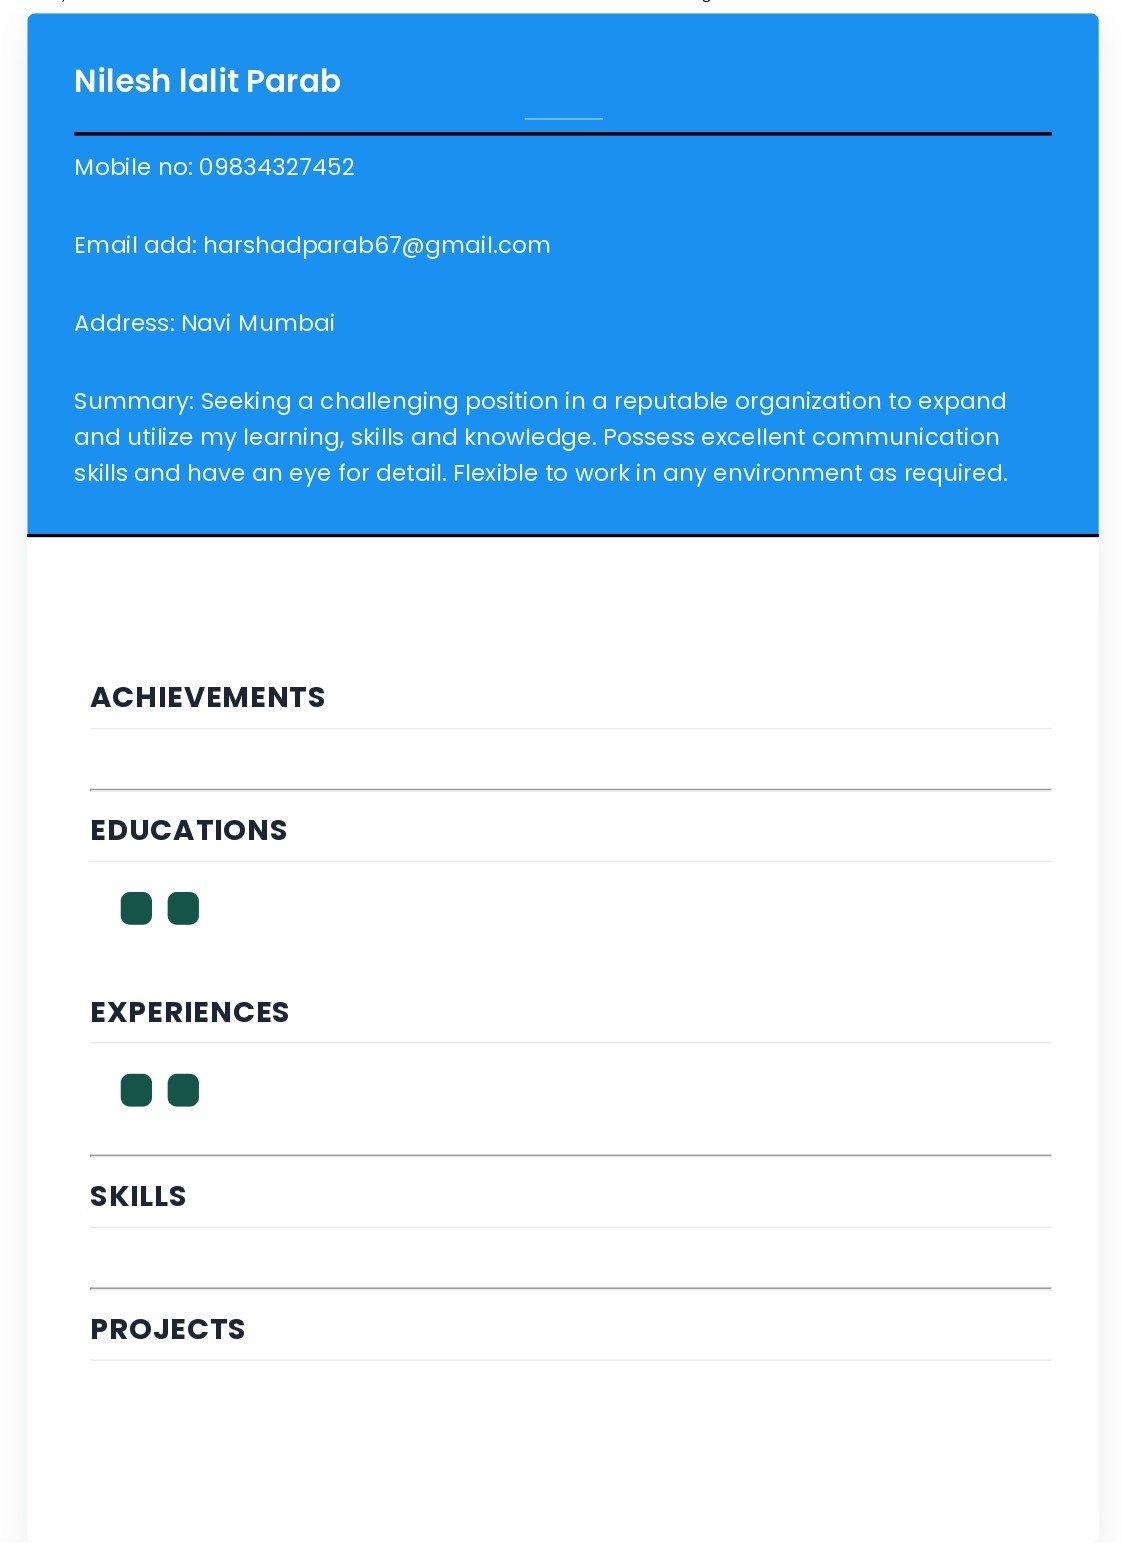 Nilesh lalit Parab
Mobile no: 09834327452
Email add: harshadparab67@gmail.com
Address: Navi Mumbai
Summary: Seeking a challenging position in a reputable organization to expand
and utilize my learning, skills and knowledge. Possess excellent communication
skills and have an eye for detail. Flexible to work in any environment as required.
ACHIEVEMENTS
EDUCATIONS
EXPERIENCES
SKILLS
PROJECTS